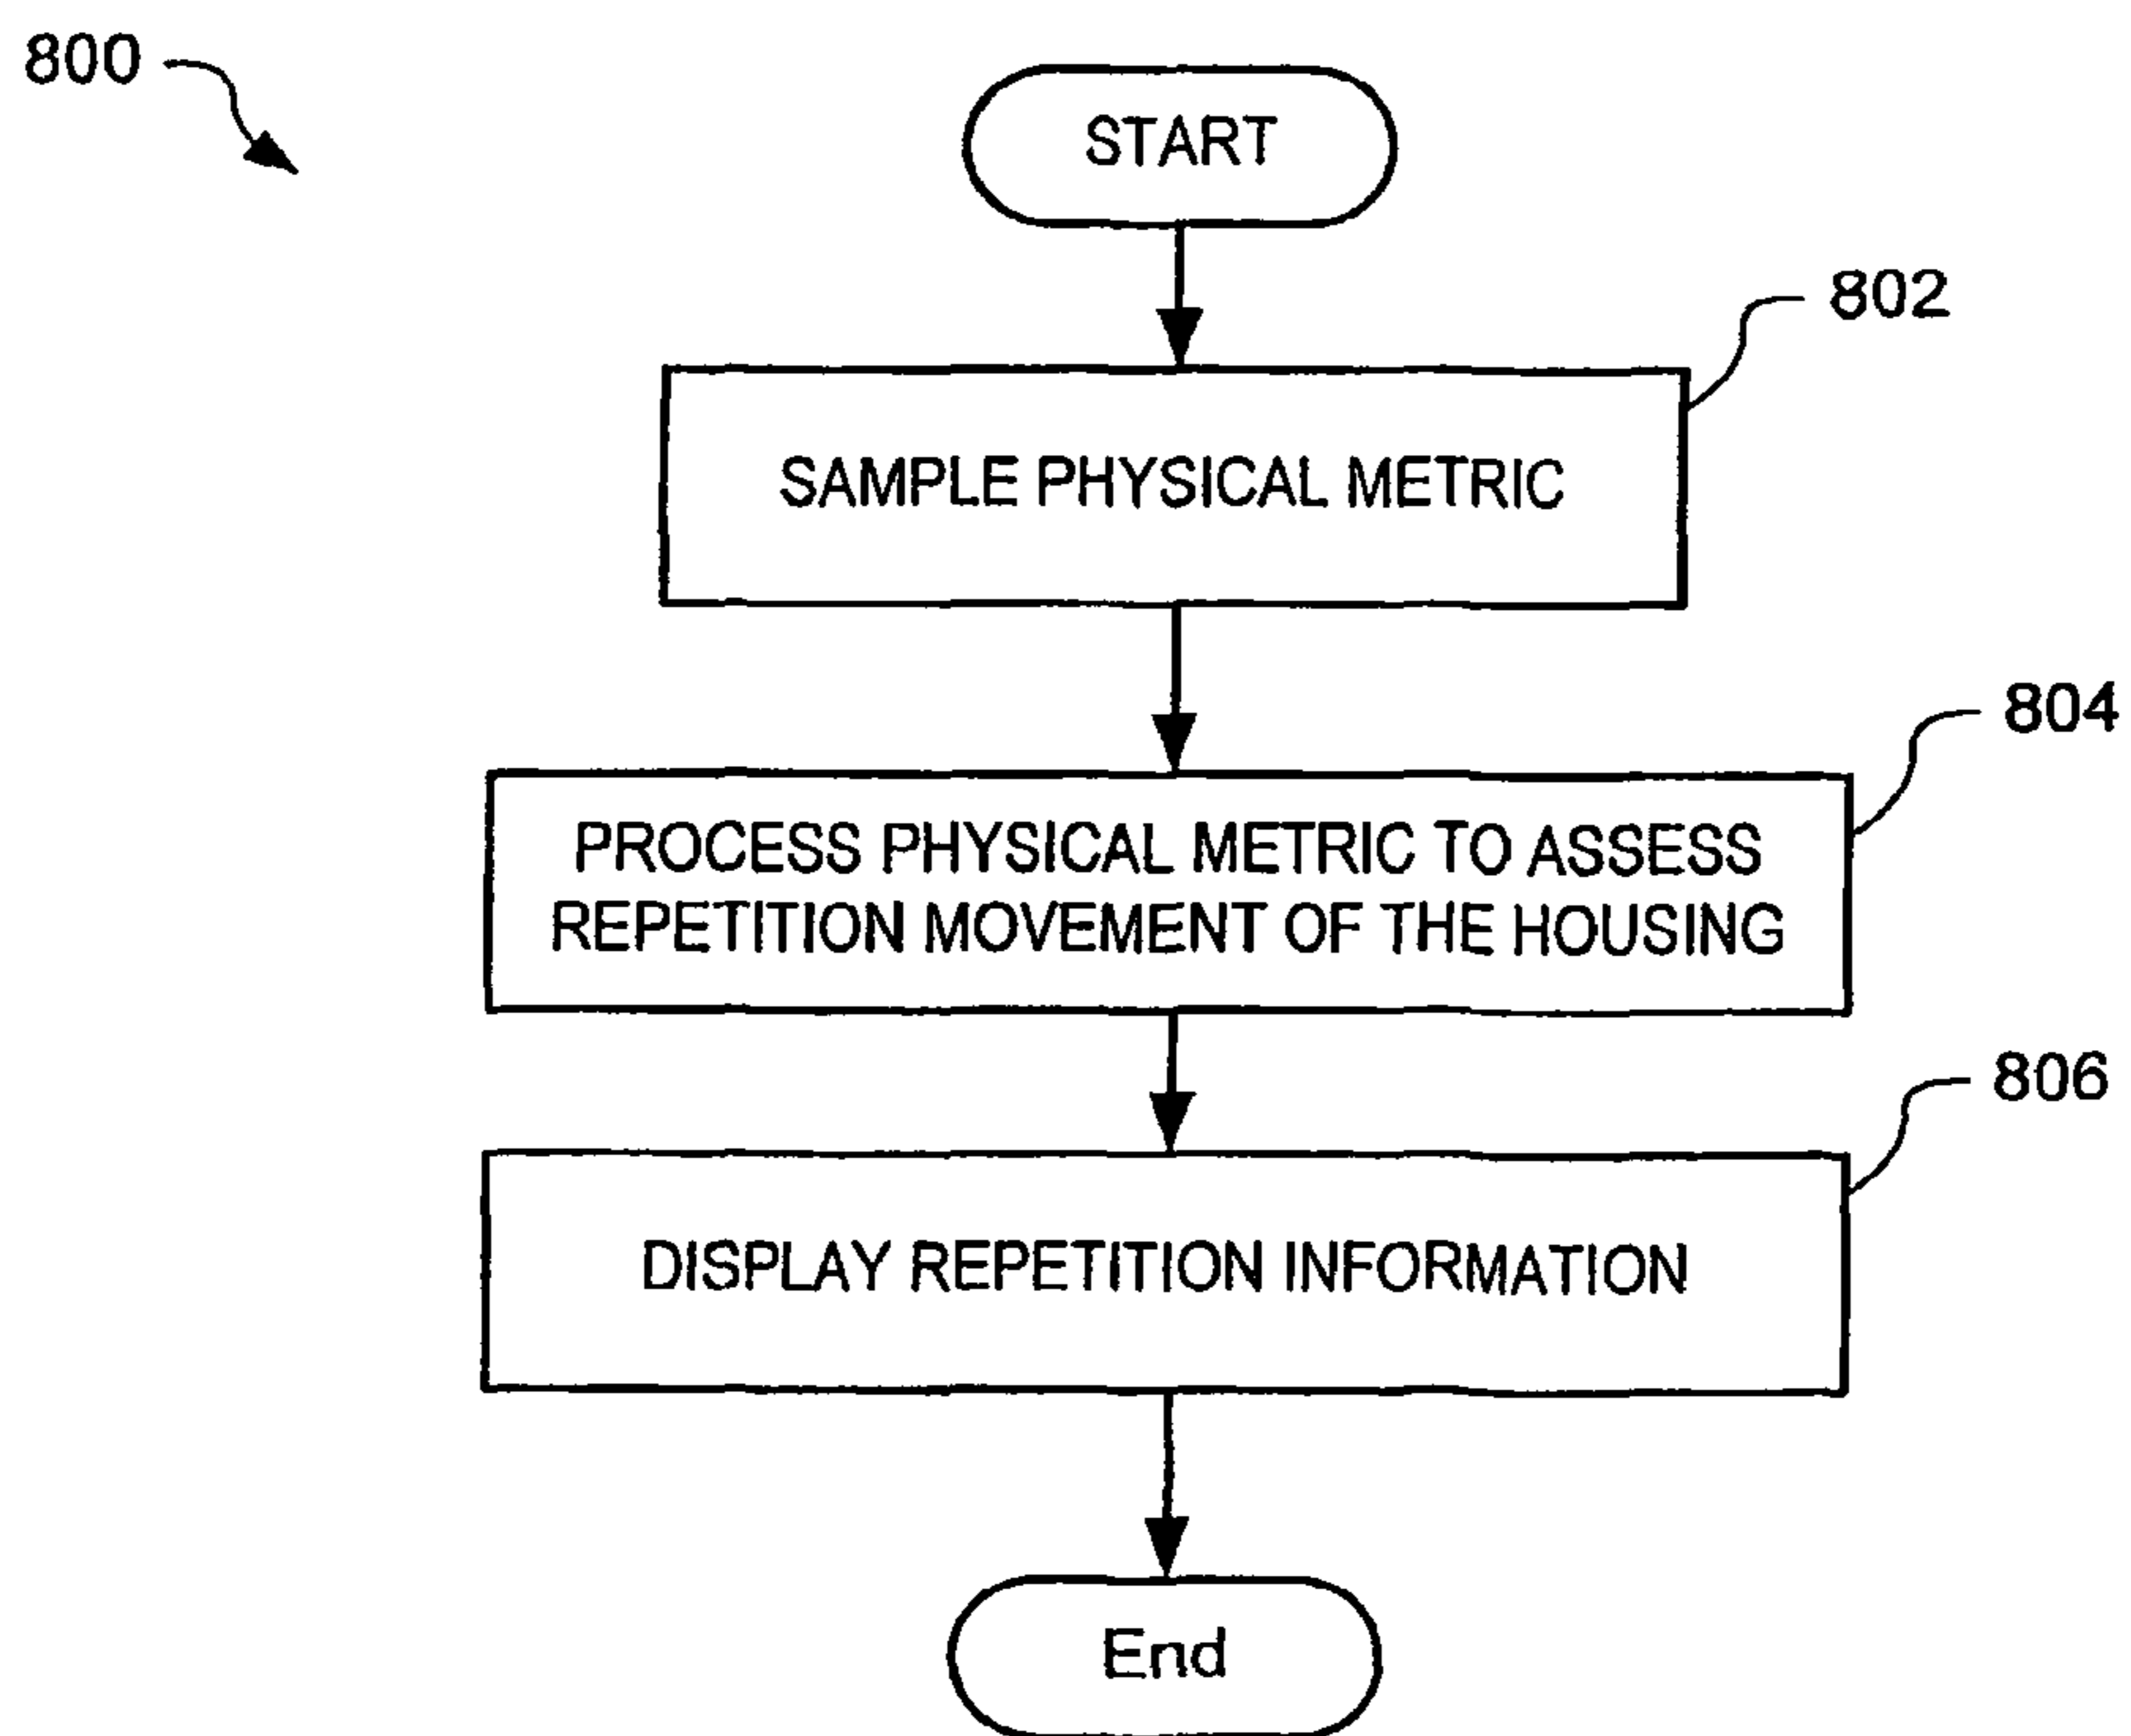 800
START
802
SAMPLE PHYSICAL METRIC
804
PROCESS PHYSICAL METRIC TO ASSESS
REPETITION MOVEMENT OF THE HOUSING
806
DISPLAY REPETITION INFORMATION
End